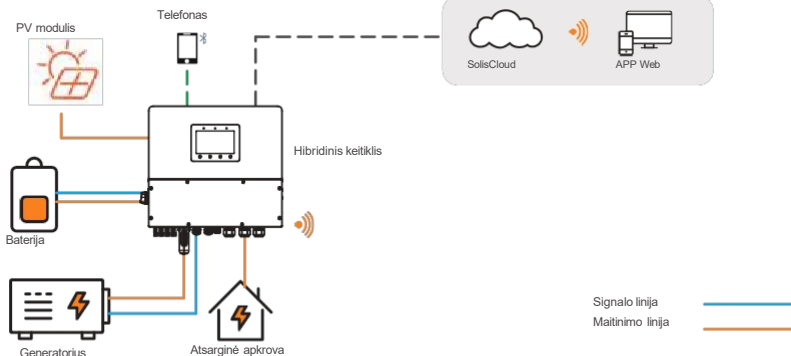 Telefonas
PV modulis
SolisCloud
APP Web
Hibridinis keitiklis
Baterija
Signalo linija
Maitinimo linija
Generatorius
Atsarginė apkrova